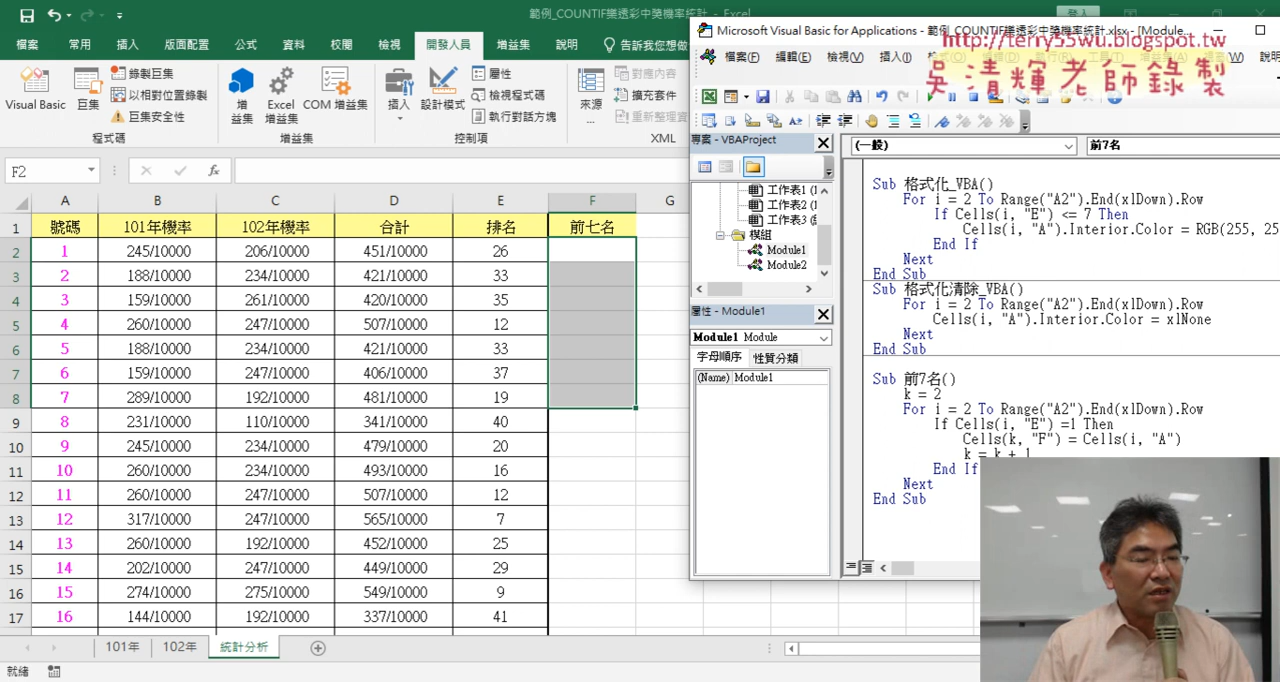 範例_COUNTIF樂透彩中獎機率統計 - Excel
登入
檔案 常用 插入 版面配置 公式 資料 校閱 檢視 開發人員 增益集 說明 告訴我您想做
Visual Basic 巨集 錄製巨集 以相對位置錄製 巨集安全性
增益集 Excel 增益集 COM 增益集
插入 設計模式 屬性 檢視程式碼 執行對話方塊
來源 ... 對應內容 擴充套件 重新整理資
程式碼 增益集 控制項 XML
F2 fx
A B C D E F G
1 號碼 101年機率 102年機率 合計 排名 前七名
2 1 245/10000 206/10000 451/10000 26
3 2 188/10000 234/10000 421/10000 33
4 3 159/10000 261/10000 420/10000 35
5 4 260/10000 247/10000 507/10000 12
6 5 188/10000 234/10000 421/10000 33
7 6 159/10000 247/10000 406/10000 37
8 7 289/10000 192/10000 481/10000 19
9 8 231/10000 110/10000 341/10000 40
10 9 245/10000 234/10000 479/10000 20
11 10 260/10000 234/10000 493/10000 16
12 11 260/10000 247/10000 507/10000 12
13 12 317/10000 247/10000 565/10000 7
14 13 260/10000 192/10000 452/10000 25
15 14 202/10000 247/10000 449/10000 29
16 15 274/10000 275/10000 549/10000 9
17 16 144/10000 192/10000 337/10000 41
101年 102年 統計分析
就緒
Microsoft Visual Basic for Applications - 範例_COUNTIF樂透彩中獎機率統計.xlsx - [Module
http://terry55wu.blogspot.tw
檔案(F) 編輯(E) 檢視(V) 插入(I)
吳清輝老師錄製
專案 - VBAProject
工作表1 (
工作表2 (
工作表3 (
模組
Module1
Module2
屬性 - Module1
Module1 Module
字母順序 性質分類
(Name) Module1
(一般) 前7名
Sub 格式化_VBA()
For i = 2 To Range("A2").End(xlDown).Row
If Cells(i, "E") <= 7 Then
Cells(i, "A").Interior.Color = RGB(255, 25
End If
Next
End Sub
Sub 格式化清除_VBA()
For i = 2 To Range("A2").End(xlDown).Row
Cells(i, "A").Interior.Color = xlNone
Next
End Sub
Sub 前7名()
k = 2
For i = 2 To Range("A2").End(xlDown).Row
If Cells(i, "E") =1 Then
Cells(k, "F") = Cells(i, "A")
k = k + 1
End If
Next
End Sub